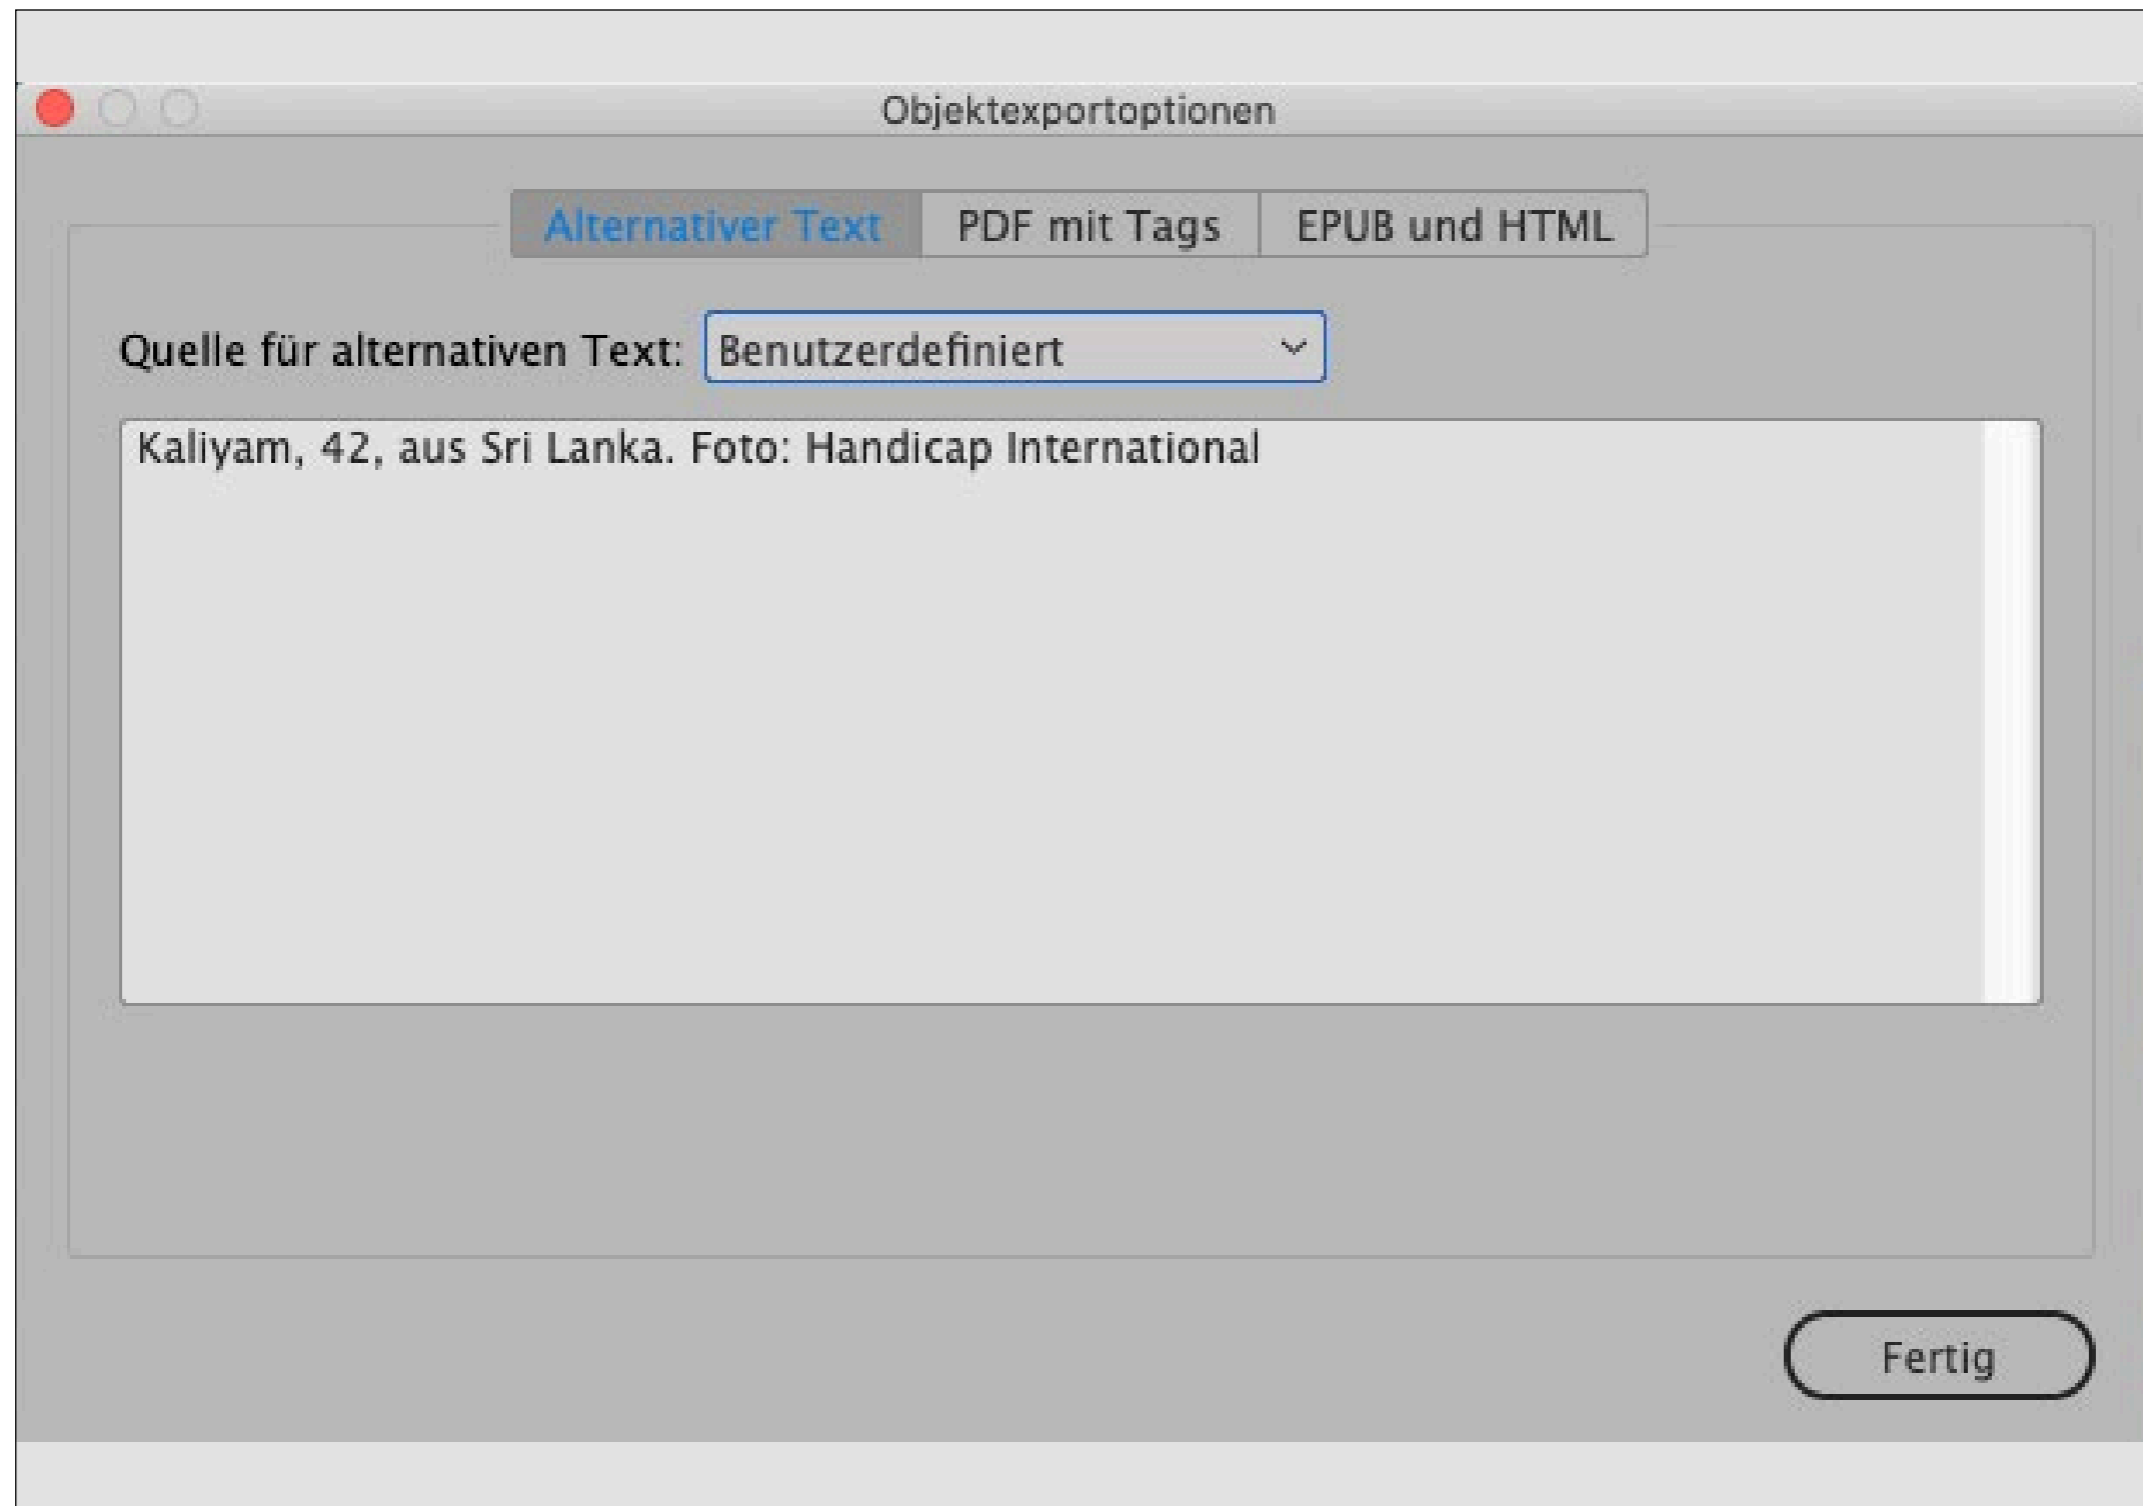 Objektexportoptionen
Alternativer Text PDF mit Tags EPUB und HTML
Quelle für alternativen Text: Benutzerdefiniert
Kaliyam, 42, aus Sri Lanka. Foto: Handicap International
Fertig